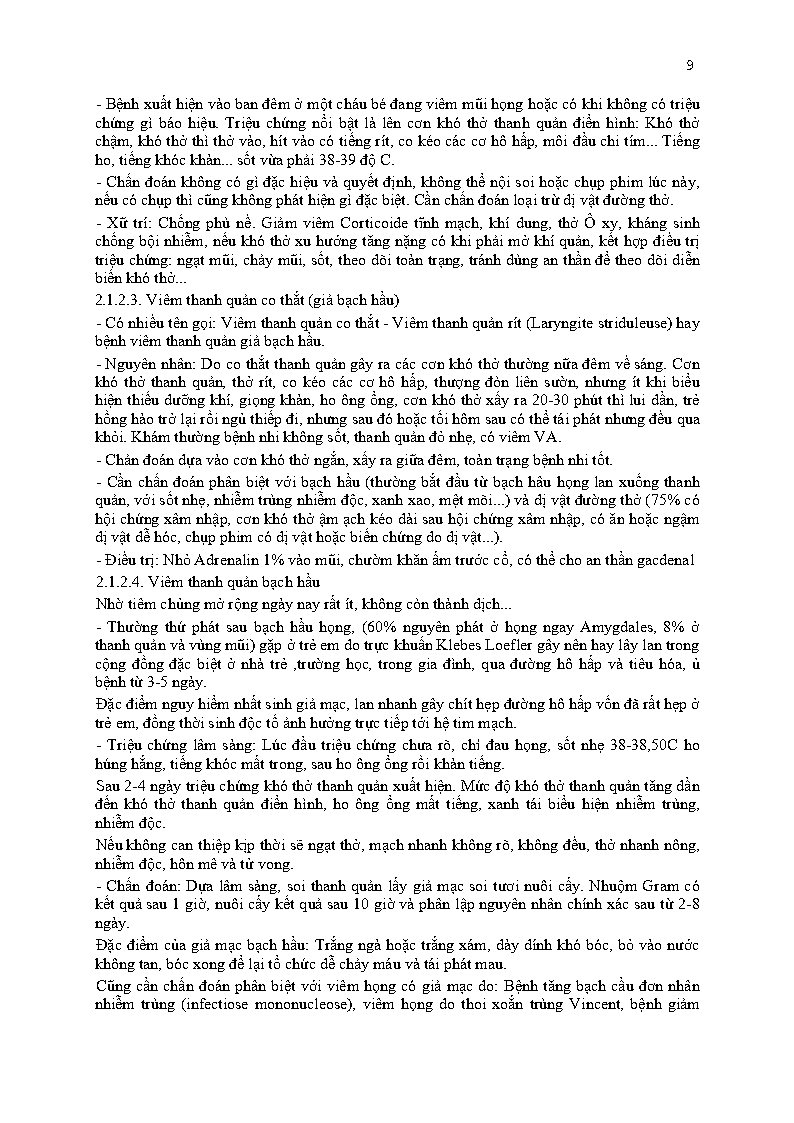 9
- Bệnh xuất hiện vào ban đêm ở một cháu bé đang viêm mũi họng hoặc có khi không có triệu
chứng gì báo hiệu. Triệu chứng nổi bật là lên cơn khó thở thanh quản điển hình: Khó thở
chậm, khó thở thì thở vào, hít vào có tiếng rít, co kéo các cơ hô hấp, môi đầu chi tím... Tiếng
ho, tiếng khóc khàn... sốt vừa phải 38-39 độ C.
- Chẩn đoán không có gì đặc hiệu và quyết định, không thể nội soi hoặc chụp phim lúc này,
nếu có chụp thì cũng không phát hiện gì đặc biệt. Cần chẩn đoán loại trừ dị vật đường thở.
- Xữ trí: Chống phù nề. Giảm viêm Corticoide tĩnh mạch, khí dung, thở Ô xy, kháng sinh
chống bội nhiễm, nếu khó thở xu hướng tăng nặng có khi phải mở khí quản, kết hợp điều trị
triệu chứng: ngạt mũi, chảy mũi, sốt, theo dõi toàn trạng, tránh dùng an thần để theo dõi diễn
biến khó thở...
2.1.2.3. Viêm thanh quản co thắt (giả bạch hầu)
- Có nhiều tên gọi: Viêm thanh quản co thắt - Viêm thanh quản rít (Laryngite striduleuse) hay
bệnh viêm thanh quản giả bạch hầu.
- Nguyên nhân: Do co thắt thanh quản gây ra các cơn khó thở thường nữa đêm về sáng. Cơn
khó thở thanh quản, thở rít, co kéo các cơ hô hấp, thượng đòn liên sườn, nhưng ít khi biểu
hiện thiếu dưỡng khí, giọng khàn, ho ông ổng, cơn khó thở xẩy ra 20-30 phút thì lui dần, trẻ
hồng hào trở lại rồi ngủ thiếp đi, nhưng sau đó hoặc tối hôm sau có thể tái phát nhưng đều qua
khỏi. Khám thường bệnh nhi không sốt, thanh quản đỏ nhẹ, có viêm VA.
- Chản đoán dựa vào cơn khó thở ngắn, xẩy ra giữa đêm, toàn trạng bệnh nhi tốt.
- Cần chẩn đoán phân biệt với bạch hầu (thường bắt đầu từ bạch hâu họng lan xuống thanh
quản, với sốt nhẹ, nhiễm trùng nhiễm độc, xanh xao, mệt mõi...) và dị vật đường thở (75% có
hội chứng xâm nhập, cơn khó thở ậm ạch kéo dài sau hội chứng xâm nhập, có ăn hoặc ngậm
dị vật dễ hóc, chụp phim có dị vật hoặc biến chứng do dị vật...).
- Điều trị: Nhỏ Adrenalin 1% vào mũi, chườm khăn ấm trước cổ, có thể cho an thần gacdenal
2.1.2.4. Viêm thanh quản bạch hầu
Nhờ tiêm chủng mở rộng ngày nay rất ít, không còn thành dịch...
- Thường thứ phát sau bạch hầu họng, (60% nguyên phát ở họng ngay Amygdales, 8% ở
thanh quản và vùng mũi) gặp ở trẻ em do trực khuẩn Klebes Loefler gây nên hay lây lan trong
cộng đồng đặc biệt ở nhà trẻ ,trường học, trong gia đình, qua đường hô hấp và tiêu hóa, ủ
bệnh từ 3-5 ngày.
Đặc điểm nguy hiểm nhất sinh giả mạc, lan nhanh gây chít hẹp đường hô hấp vốn đã rất hẹp ở
trẻ em, đồng thời sinh độc tố ảnh hưởng trực tiếp tới hệ tim mạch.
- Triệu chứng lâm sàng: Lúc đầu triệu chứng chưa rõ, chỉ đau họng, sốt nhẹ 38-38,50C ho
húng hắng, tiếng khóc mất trong, sau ho ông ổng rồi khàn tiếng.
Sau 2-4 ngày triệu chứng khó thở thanh quản xuất hiện. Mức độ khó thở thanh quản tăng dần
đến khó thở thanh quản điển hình, ho ông ổng mất tiếng, xanh tái biểu hiện nhiễm trùng,
nhiễm độc.
Nếu không can thiệp kịp thời sẽ ngạt thở, mạch nhanh không rõ, không đều, thở nhanh nông,
nhiễm độc, hôn mê và tử vong.
- Chẩn đoán: Dựa lâm sàng, soi thanh quản lấy giả mạc soi tươi nuôi cấy. Nhuộm Gram có
kết quả sau 1 giờ, nuôi cấy kết quả sau 10 giờ và phân lập nguyên nhân chính xác sau từ 2-8
ngày.
Đặc điểm của giả mạc bạch hầu: Trắng ngà hoặc trắng xám, dày dính khó bóc, bỏ vào nước
không tan, bóc xong để lại tổ chức dễ chảy máu và tái phát mau.
Cũng cần chẩn đoán phân biệt với viêm họng có giả mạc do: Bệnh tăng bạch cầu đơn nhân
nhiễm trùng (infectiose mononucleose), viêm họng do thoi xoắn trùng Vincent, bệnh giảm